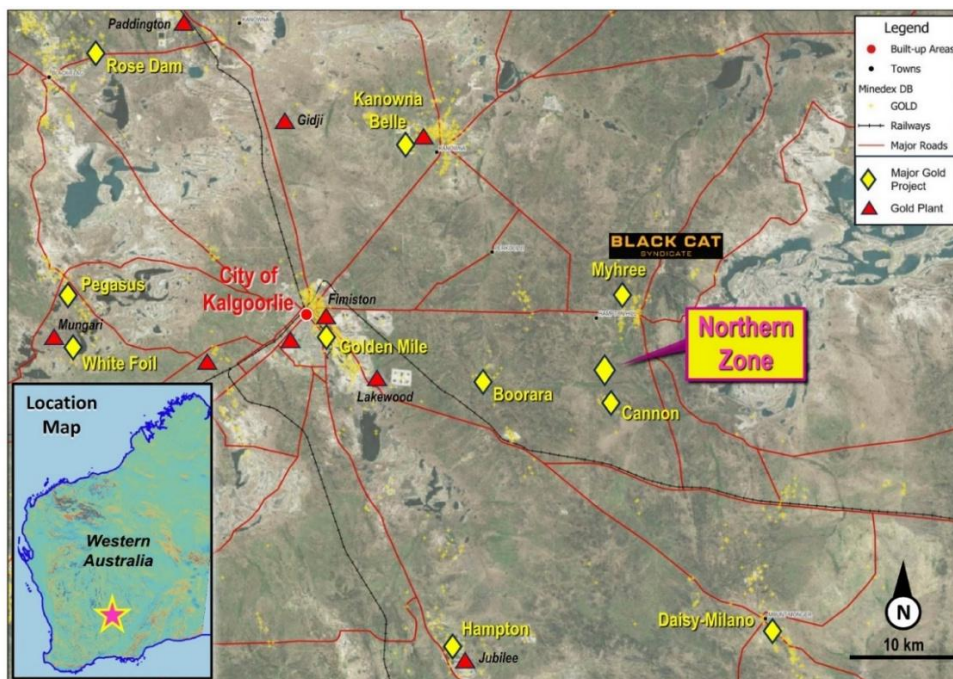 Paddington
Rose Dam
Gidji
Kanowna
Belle
Legend
Built-up Areas
Towns
Minedex DB
GOLD
Railways
Major Roads
Major Gold
Project
Gold Plant
BLACK CAT
SYNDICATE
Myhree
City of
Kalgoorlie
Fimiston
Golden Mile
Pegasus
Mungari
White Foil
Northern
Zone
Boorara
Cannon
Lakewood
Location
Map
Western
Australia
Hampton
Jubilee
Daisy-Milano
N
10 km